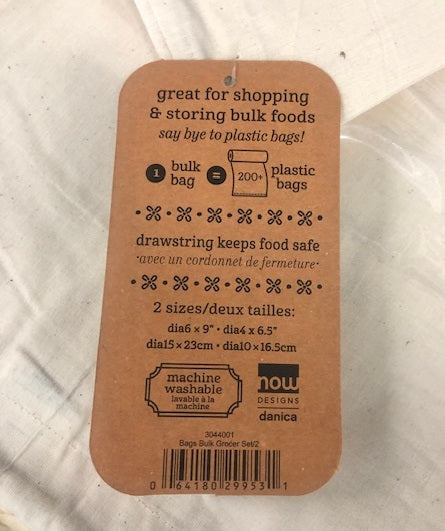 great for shopping
& storing bulk foods
say bye to plastic bags!
1 bulk bag = 200+ plastic bags
drawstring keeps food safe
·avec un cordonnet de fermeture·
2 sizes/deux tailles:
dia6 x 9" · dia4 x 6.5"
dia15 x 23cm · dia10 x 16.5cm
machine
washable
lavable à la
machine
now
DESIGNS
danica
3044001
Bags Bulk Grocer Set/2
0 64180 29953 1